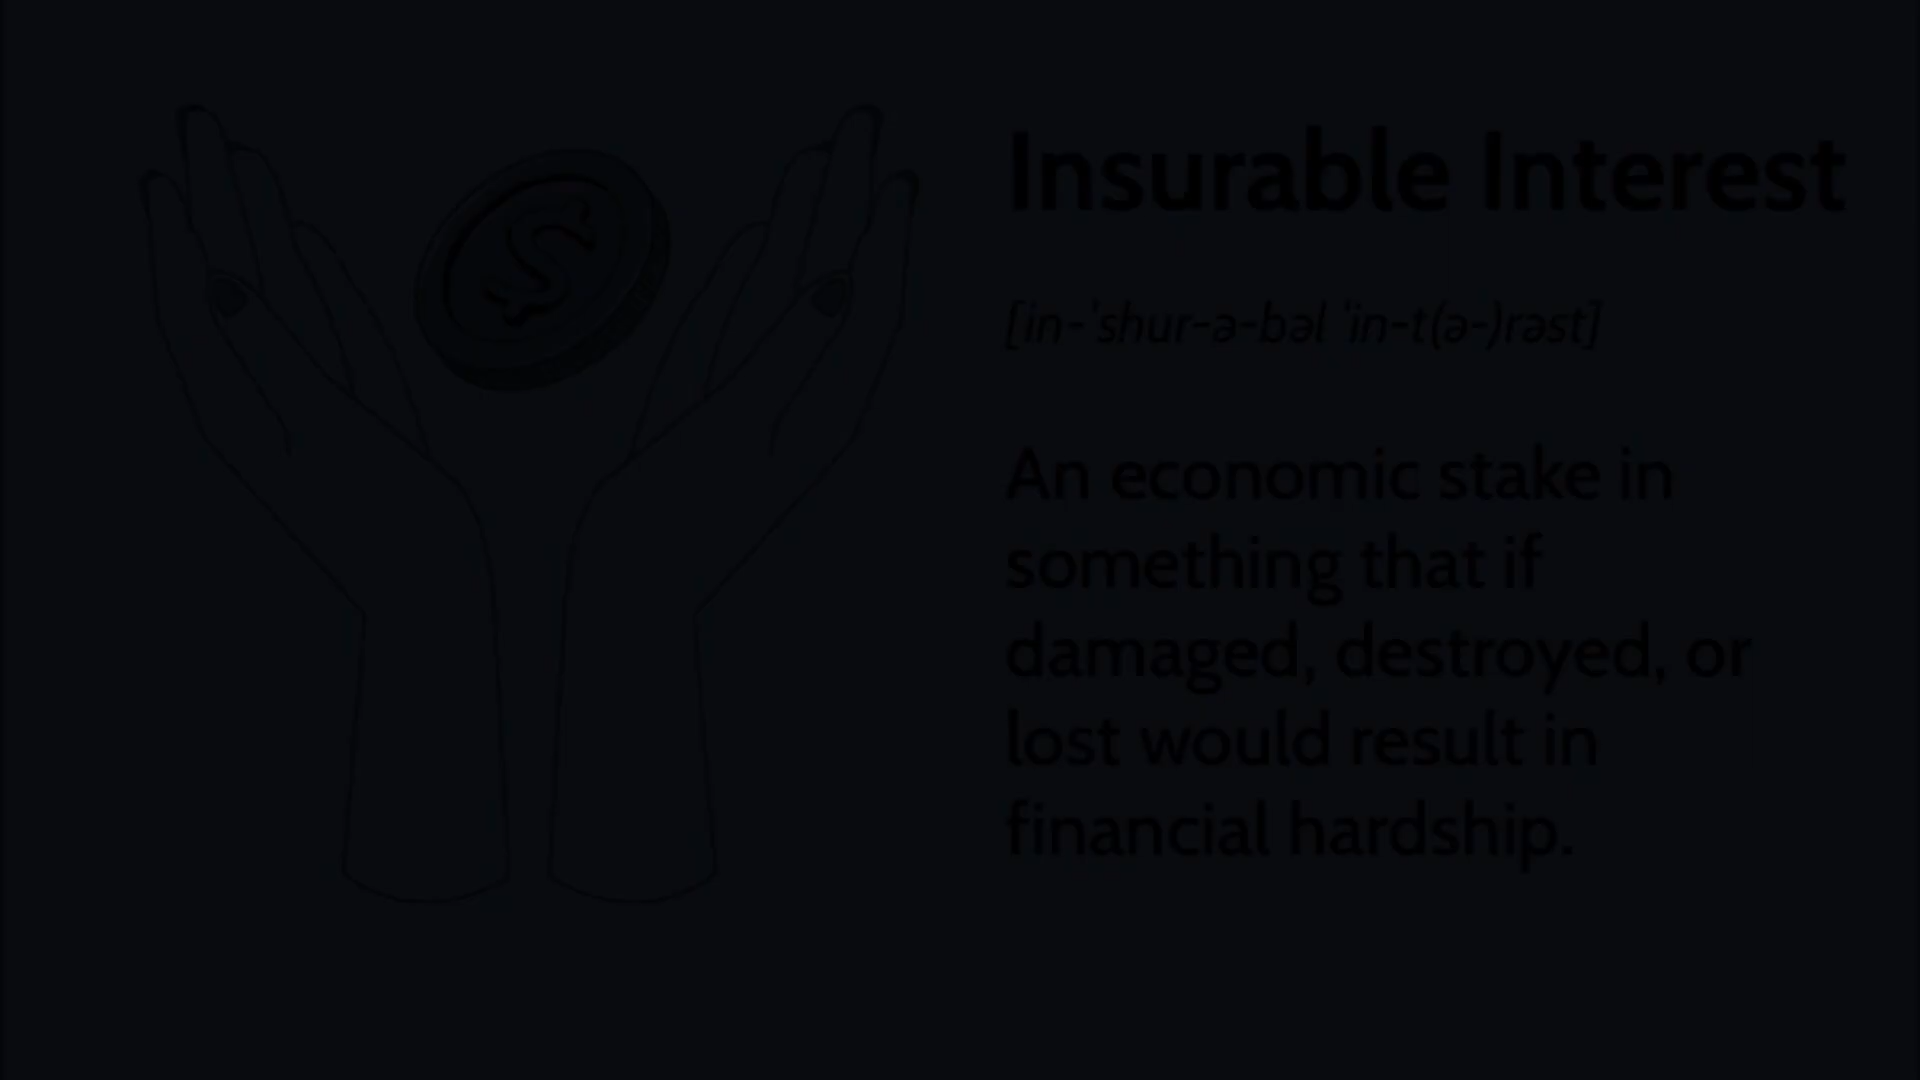 $
Insurable Interest
[in-ˈshur-ə-bəl ˈin-t(ə-)rəst]
An economic stake in
something that if
damaged, destroyed, or
lost would result in
financial hardship.